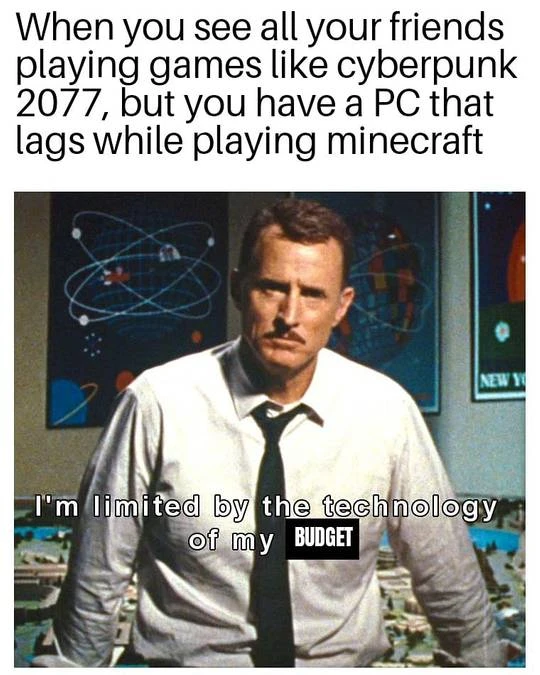 When you see all your friends
playing games like cyberpunk
2077, but you have a PC that
lags while playing minecraft
NEW Y
I'm limited by the technology
of my BUDGET